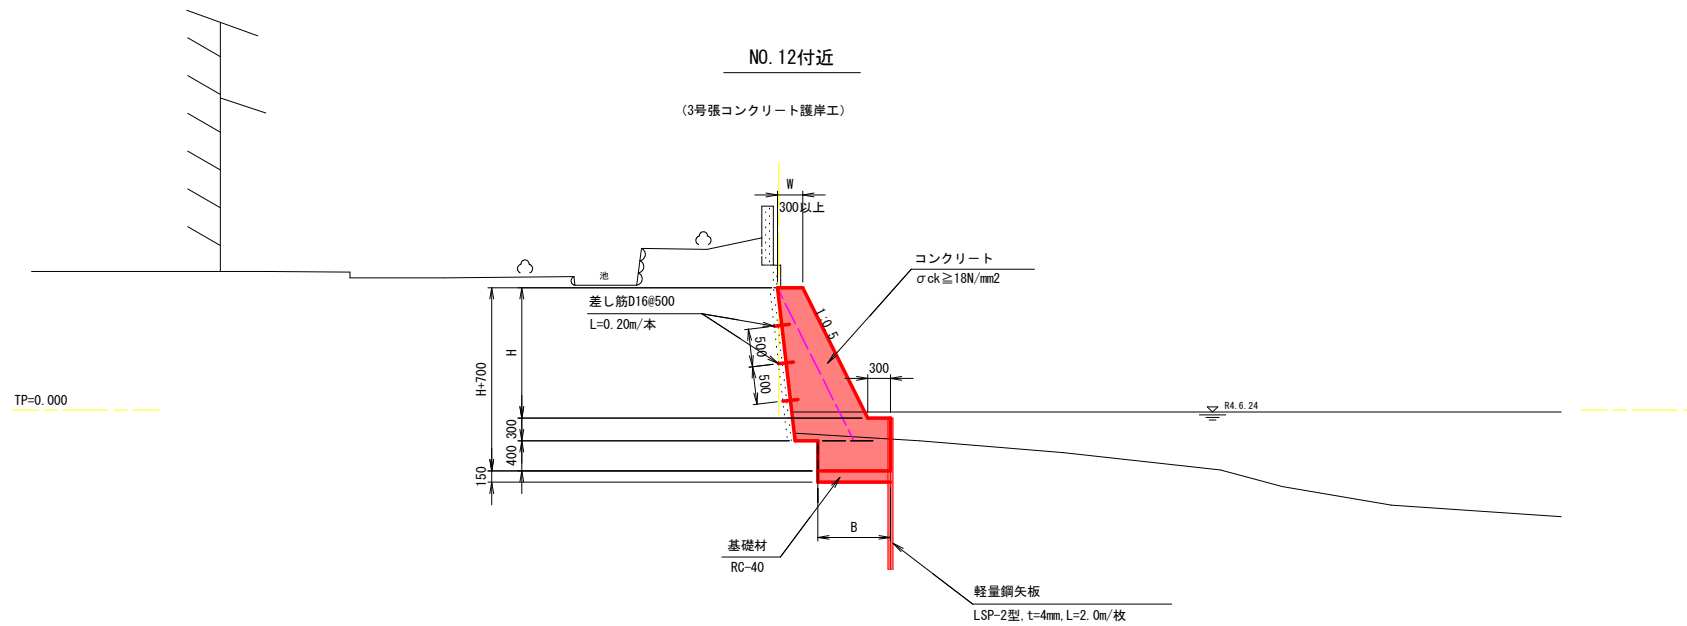 NO.12付近
(3号張コンクリート護岸工)
W
300以上
コンクリート
σck≧18N/mm2
池
差し筋D16@500
L=0.20m/本
1:0.5
500
500
300
H
H+700
TP=0.000
R4.6.24
300
400
150
B
基礎材
RC-40
軽量鋼矢板
LSP-2型,t=4mm,L=2.0m/枚